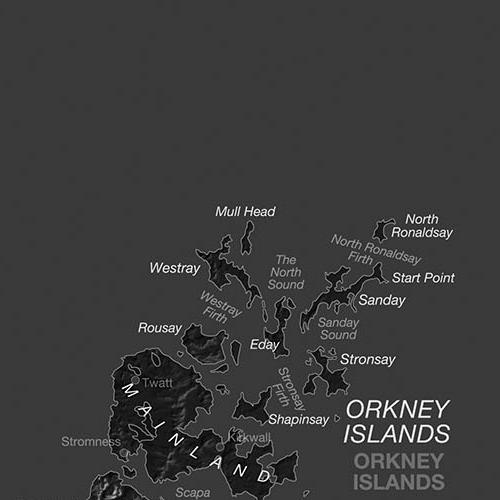 Mull Head
North
Ronaldsay
North Ronaldsay
Firth
The
North
Sound
Westray
Start Point
Westray
Firth
Sanday
Rousay
Sanday
Sound
Eday
Stronsay
Stronsay
Firth
Twatt
MAINLAND
Shapinsay
ORKNEY
ISLANDS
Stromness
Kirkwall
ORKNEY
ISLANDS
Scapa